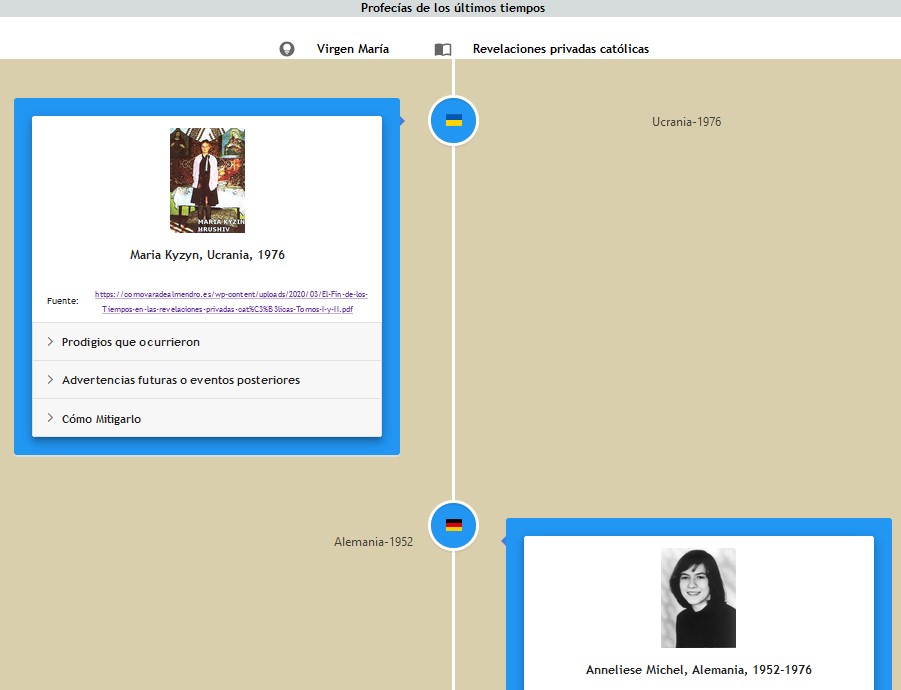 Profecías de los últimos tiempos
Virgen María
Revelaciones privadas católicas
Ucrania-1976
MARIA KYZIN
HRUSHIV
Maria Kyzyn, Ucrania, 1976
Fuente:
https://comovaradealmendro.es/wp-content/uploads/2020/03/El-Fin-de-los-
Tiempos-en-las-revelaciones-privadas-cat%C3%B3licas-Tomos-I-y-II.pdf
Prodigios que ocurrieron
Advertencias futuras o eventos posteriores
Cómo Mitigarlo
Alemania-1952
Anneliese Michel, Alemania, 1952-1976